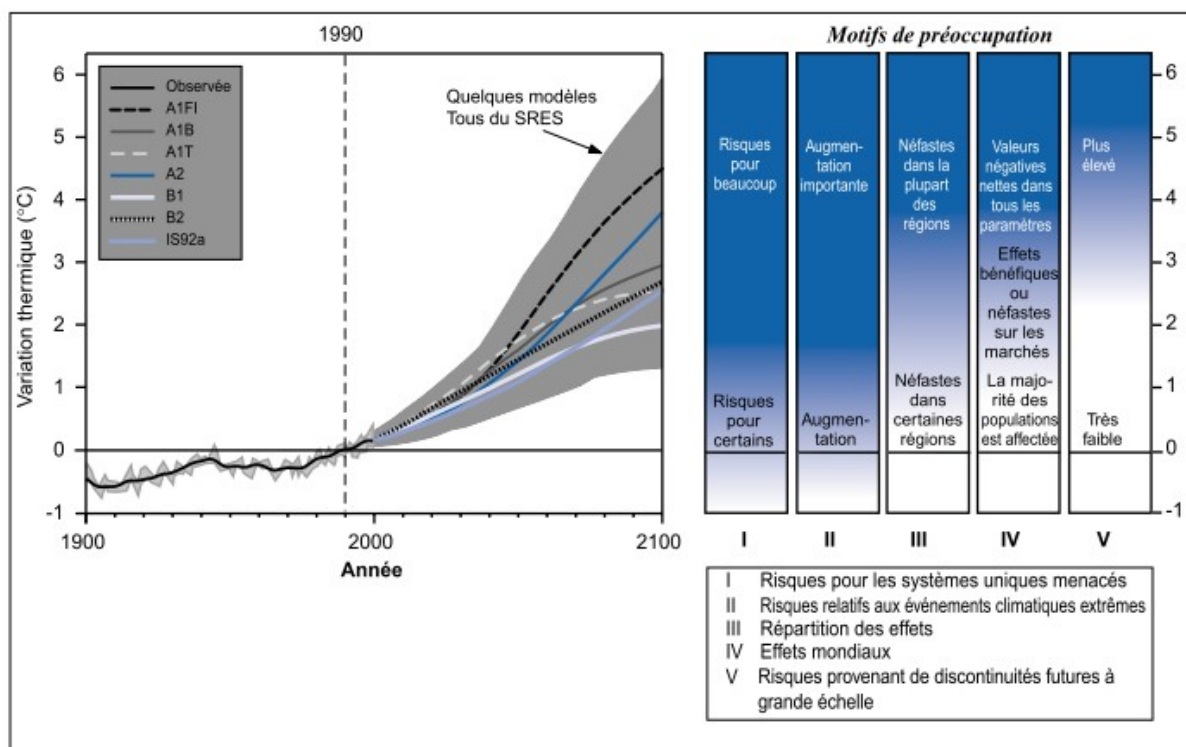 1990
Motifs de préoccupation
6
5
4
3
2
1
0
-1
Variation thermique (°C)
Observée
A1FI
A1B
A1T
A2
B1
B2
IS92a
Quelques modèles
Tous du SRES
1900
2000
2100
Année
Risques
pour
beaucoup
Risques
pour
certains
Augmen-
tation
importante
Augmen-
tation
Néfastes
dans la
plupart
des
régions
Néfastes
dans
certaines
régions
Valeurs
négatives
nettes dans
tous les
paramètres
Effets
bénéfiques
ou
néfastes
sur les
marchés
La majo-
rité des
populations
est affectée
Plus
élevé
Très
faible
6
5
4
3
2
1
0
-1
I
II
III
IV
V
I Risques pour les systèmes uniques menacés
II Risques relatifs aux événements climatiques extrêmes
III Répartition des effets
IV Effets mondiaux
V Risques provenant de discontinuités futures à
grande échelle